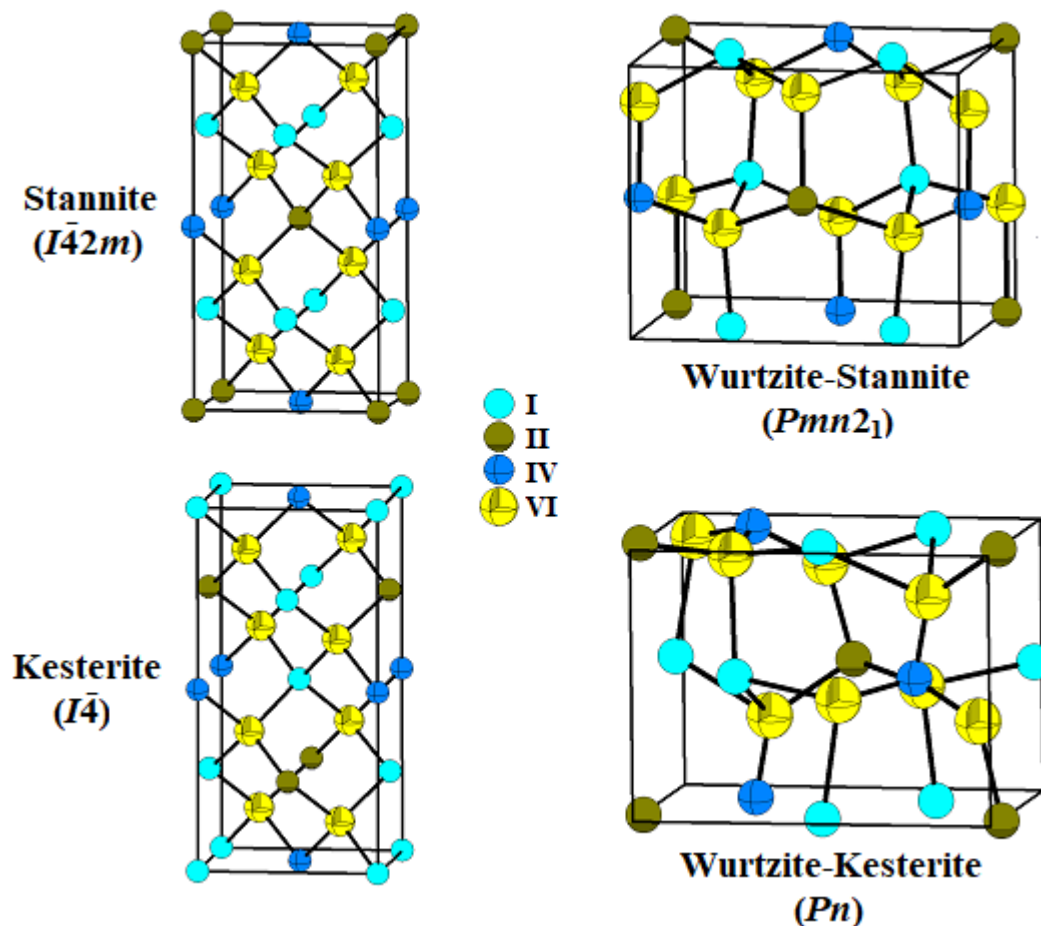 Stannite
(I4̄2m)
Wurtzite-Stannite
(Pmn2₁)
I
II
IV
VI
Kesterite
(I4̄)
Wurtzite-Kesterite
(Pn)